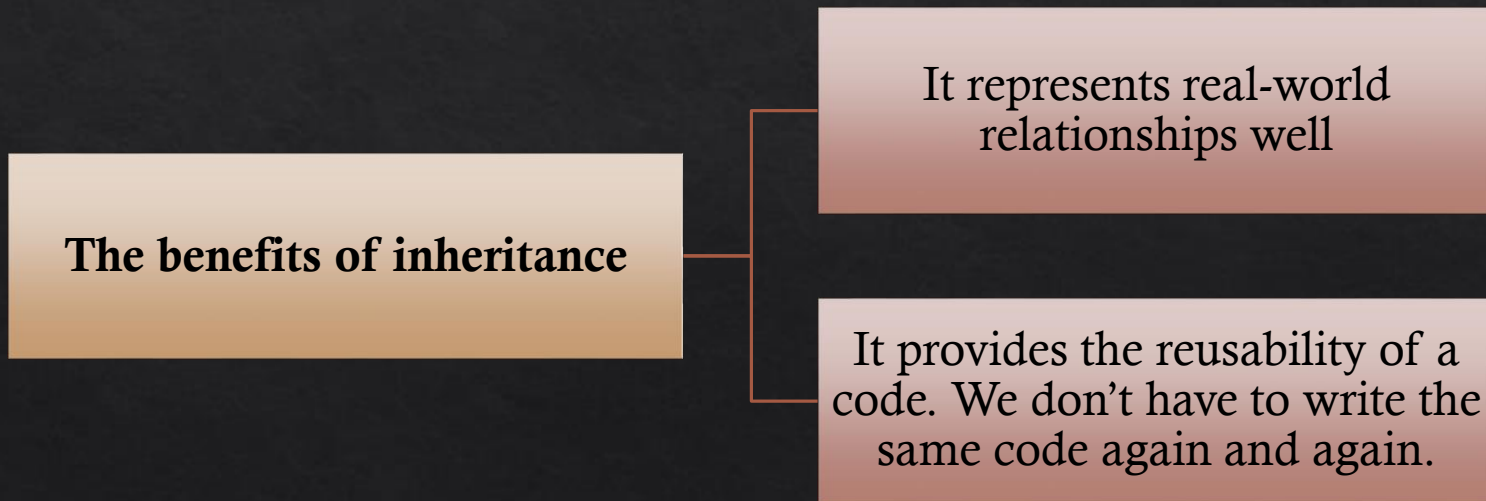 The benefits of inheritance
It represents real-world
relationships well
It provides the reusability of a
code. We don’t have to write the
same code again and again.